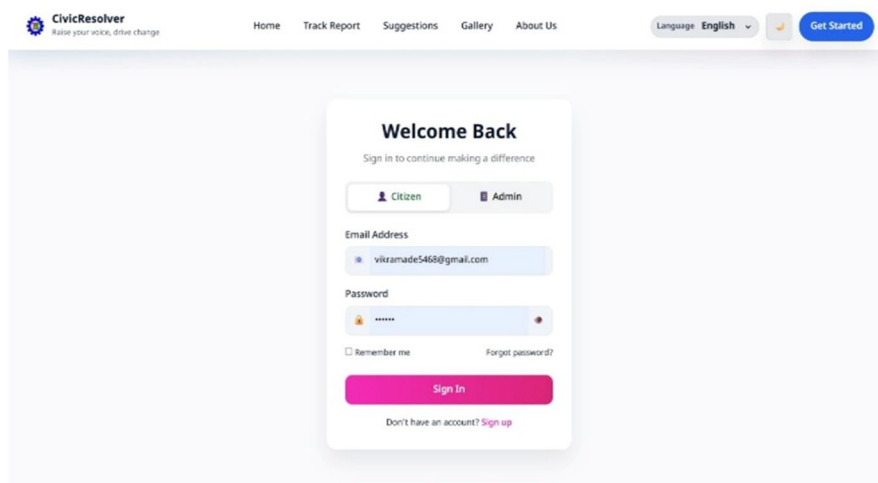 CivicResolver
Raise your voice, drive change
Home Track Report Suggestions Gallery About Us
Language English
Get Started
Welcome Back
Sign in to continue making a difference
Citizen Admin
Email Address
vikramade5468@gmail.com
Password
••••••
Remember me Forgot password?
Sign In
Don't have an account? Sign up